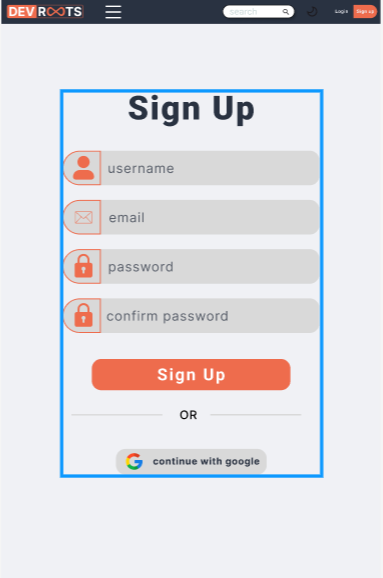 DEV ROOTS
search
Login
Sign up
Sign Up
username
email
password
confirm password
Sign Up
OR
continue with google